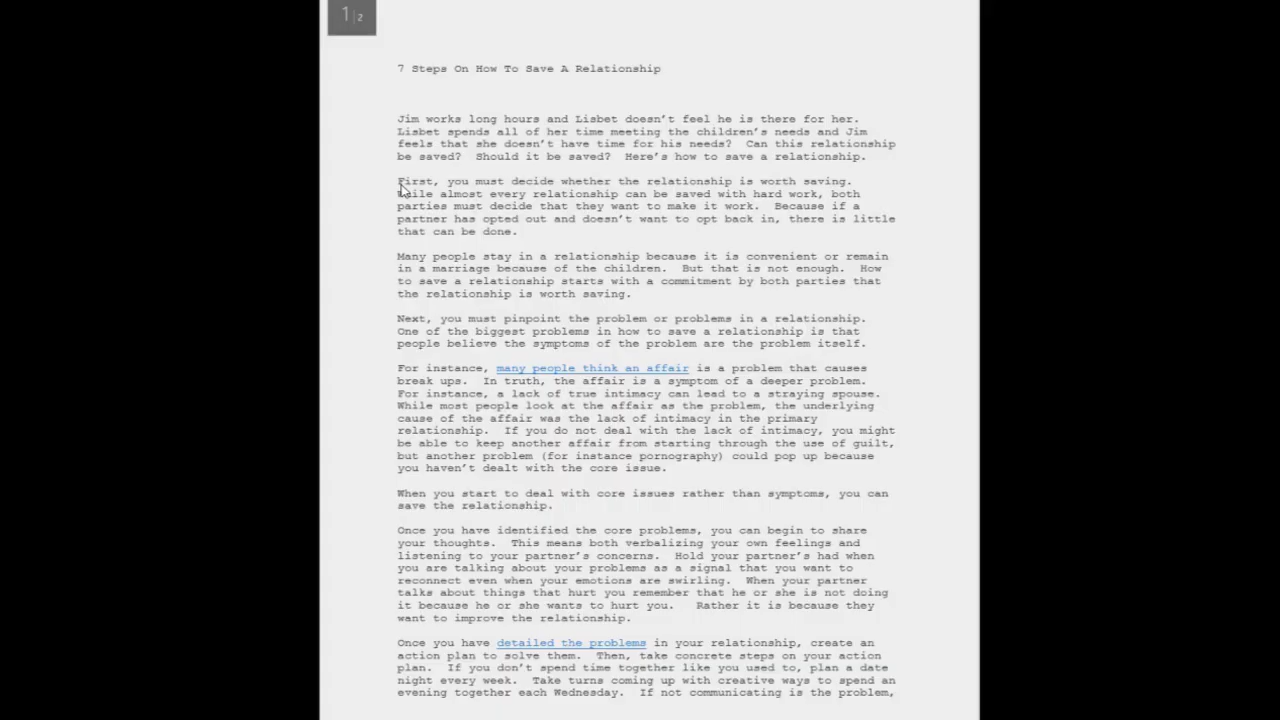 1|2
7 Steps On How To Save A Relationship
Jim works long hours and Lisbet doesn't feel he is there for her.
Lisbet spends all of her time meeting the children's needs and Jim
feels that she doesn't have time for his needs?  Can this relationship
be saved?  Should it be saved?  Here's how to save a relationship.
First, you must decide whether the relationship is worth saving.
While almost every relationship can be saved with hard work, both
parties must decide that they want to make it work.  Because if a
partner has opted out and doesn't want to opt back in, there is little
that can be done.
Many people stay in a relationship because it is convenient or remain
in a marriage because of the children.  But that is not enough.  How
to save a relationship starts with a commitment by both parties that
the relationship is worth saving.
Next, you must pinpoint the problem or problems in a relationship.
One of the biggest problems in how to save a relationship is that
people believe the symptoms of the problem are the problem itself.
For instance, many people think an affair is a problem that causes
break ups.  In truth, the affair is a symptom of a deeper problem.
For instance, a lack of true intimacy can lead to a straying spouse.
While most people look at the affair as the problem, the underlying
cause of the affair was the lack of intimacy in the primary
relationship.  If you do not deal with the lack of intimacy, you might
be able to keep another affair from starting through the use of guilt,
but another problem (for instance pornography) could pop up because
you haven't dealt with the core issue.
When you start to deal with core issues rather than symptoms, you can
save the relationship.
Once you have identified the core problems, you can begin to share
your thoughts.  This means both verbalizing your own feelings and
listening to your partner's concerns.  Hold your partner's had when
you are talking about your problems as a signal that you want to
reconnect even when your emotions are swirling.  When your partner
talks about things that hurt you remember that he or she is not doing
it because he or she wants to hurt you.   Rather it is because they
want to improve the relationship.
Once you have detailed the problems in your relationship, create an
action plan to solve them.  Then, take concrete steps on your action
plan.  If you don't spend time together like you used to, plan a date
night every week.  Take turns coming up with creative ways to spend an
evening together each Wednesday.  If not communicating is the problem,